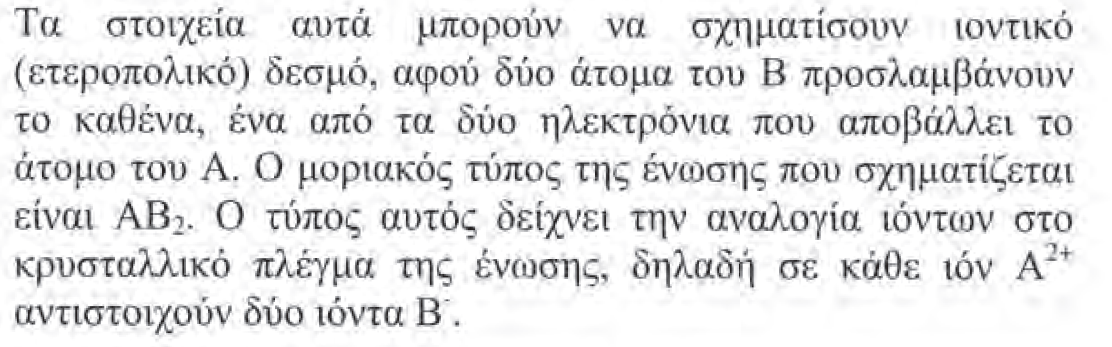 Τα στοιχεία αυτά μπορούν να σχηματίσουν ιοντικό
(ετεροπολικό) δεσμό, αφού δύο άτομα του Β προσλαμβάνουν
το καθένα, ένα από τα δύο ηλεκτρόνια που αποβάλλει το
άτομο του Α. Ο μοριακός τύπος της ένωσης που σχηματίζεται
είναι ΑΒ₂. Ο τύπος αυτός δείχνει την αναλογία ιόντων στο
κρυσταλλικό πλέγμα της ένωσης, δηλαδή σε κάθε ιόν Α²⁺
αντιστοιχούν δύο ιόντα Β⁻.